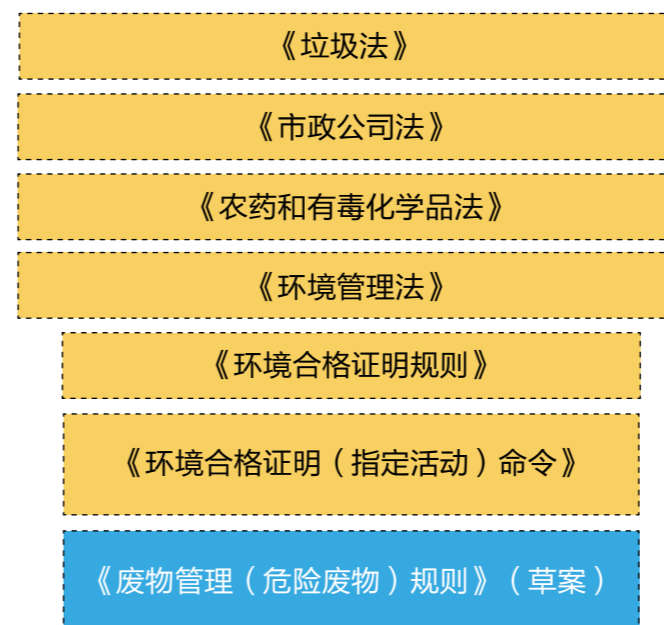 《垃圾法》
《市政公司法》
《农药和有毒化学品法》
《环境管理法》
《环境合格证明规则》
《环境合格证明（指定活动）命令》
《废物管理（危险废物）规则》（草案）